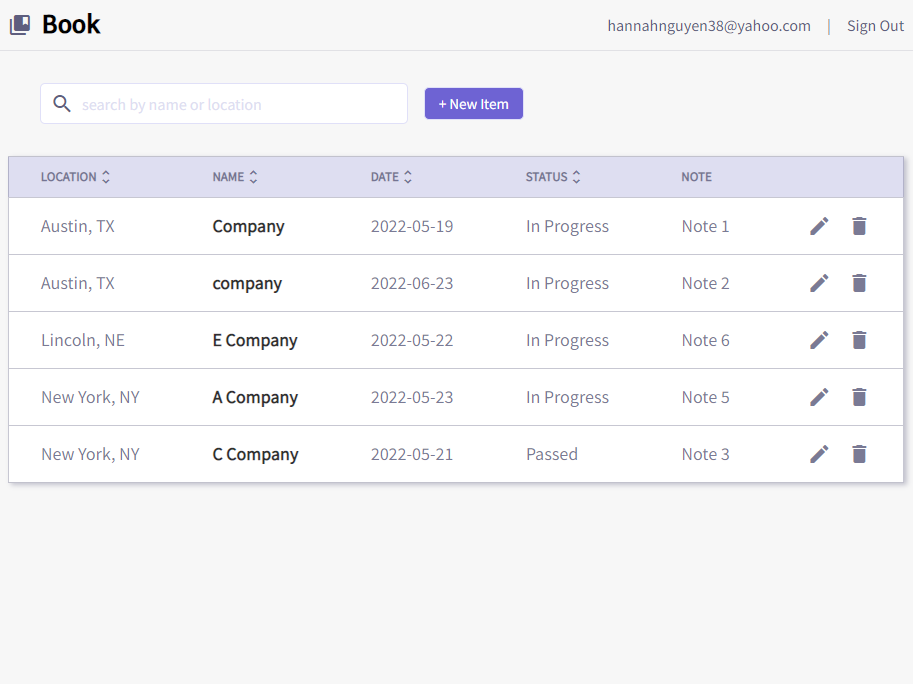 Book
hannahnguyen38@yahoo.com | Sign Out
search by name or location
+ New Item
LOCATION NAME DATE STATUS NOTE
Austin, TX Company 2022-05-19 In Progress Note 1
Austin, TX company 2022-06-23 In Progress Note 2
Lincoln, NE E Company 2022-05-22 In Progress Note 6
New York, NY A Company 2022-05-23 In Progress Note 5
New York, NY C Company 2022-05-21 Passed Note 3